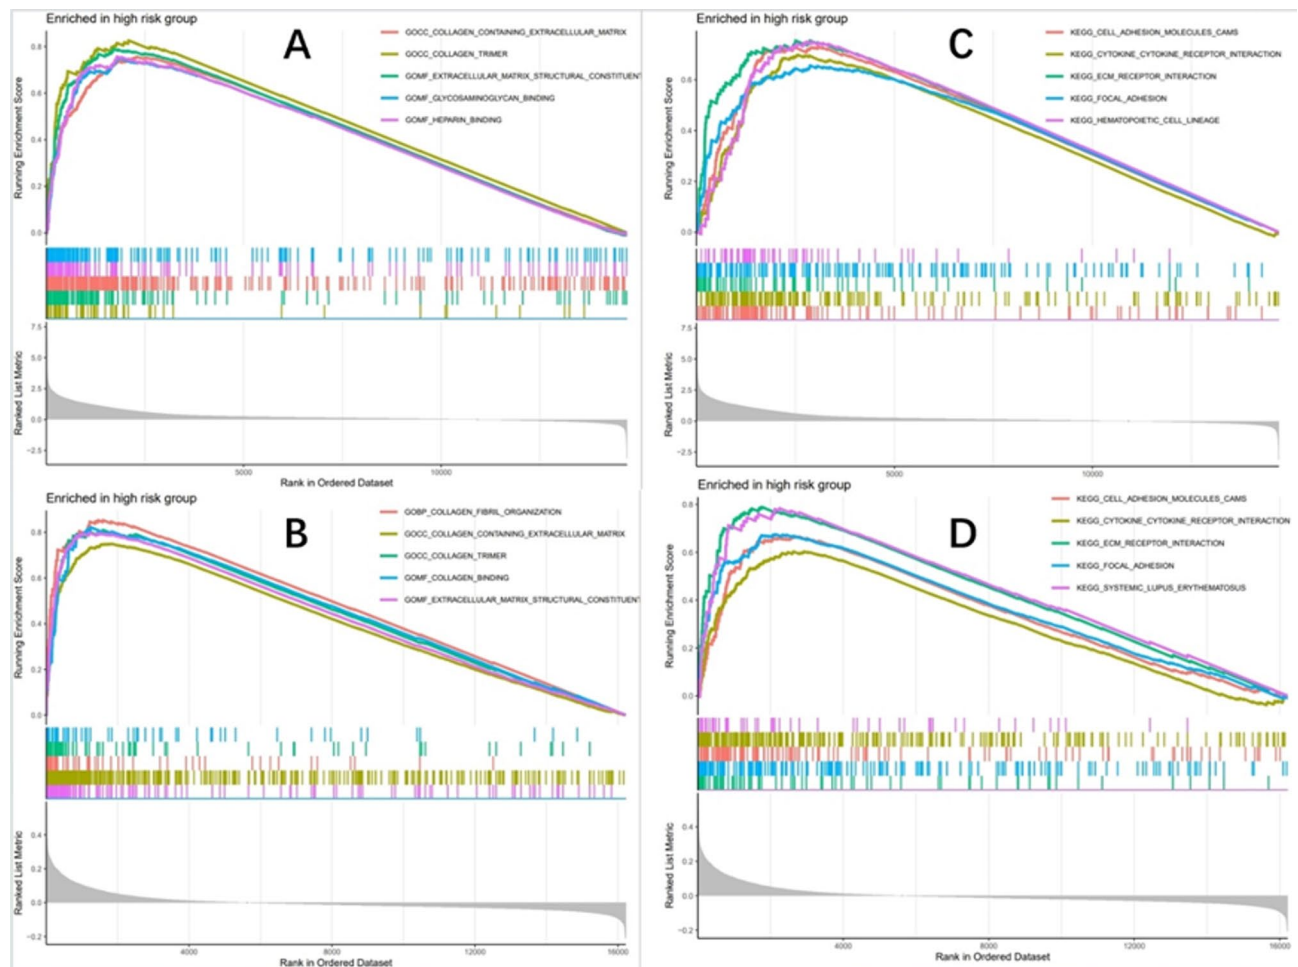 Enriched in high risk group
A
GOCC_COLLAGEN_CONTAINING_EXTRACELLULAR_MATRIX
GOCC_COLLAGEN_TRIMER
GOMF_EXTRACELLULAR_MATRIX_STRUCTURAL_CONSTITUENT
GOMF_GLYCOSAMINOGLYCAN_BINDING
GOMF_HEPARIN_BINDING
Running Enrichment Score
0.8
0.6
0.4
0.2
0.0
Ranked List Metric
7.5
5.0
2.5
0.0
−2.5
5000
10000
Rank in Ordered Dataset
Enriched in high risk group
C
KEGG_CELL_ADHESION_MOLECULES_CAMS
KEGG_CYTOKINE_CYTOKINE_RECEPTOR_INTERACTION
KEGG_ECM_RECEPTOR_INTERACTION
KEGG_FOCAL_ADHESION
KEGG_HEMATOPOIETIC_CELL_LINEAGE
Running Enrichment Score
0.6
0.4
0.2
0.0
Ranked List Metric
7.5
5.0
2.5
0.0
−2.5
5000
10000
Rank in Ordered Dataset
Enriched in high risk group
B
GOBP_COLLAGEN_FIBRIL_ORGANIZATION
GOCC_COLLAGEN_CONTAINING_EXTRACELLULAR_MATRIX
GOCC_COLLAGEN_TRIMER
GOMF_COLLAGEN_BINDING
GOMF_EXTRACELLULAR_MATRIX_STRUCTURAL_CONSTITUENT
Running Enrichment Score
0.8
0.6
0.4
0.2
0.0
Ranked List Metric
0.4
0.2
0.0
−0.2
4000
8000
12000
16000
Rank in Ordered Dataset
Enriched in high risk group
D
KEGG_CELL_ADHESION_MOLECULES_CAMS
KEGG_CYTOKINE_CYTOKINE_RECEPTOR_INTERACTION
KEGG_ECM_RECEPTOR_INTERACTION
KEGG_FOCAL_ADHESION
KEGG_SYSTEMIC_LUPUS_ERYTHEMATOSUS
Running Enrichment Score
0.8
0.6
0.4
0.2
0.0
Ranked List Metric
0.4
0.2
0.0
−0.2
4000
8000
12000
16000
Rank in Ordered Dataset